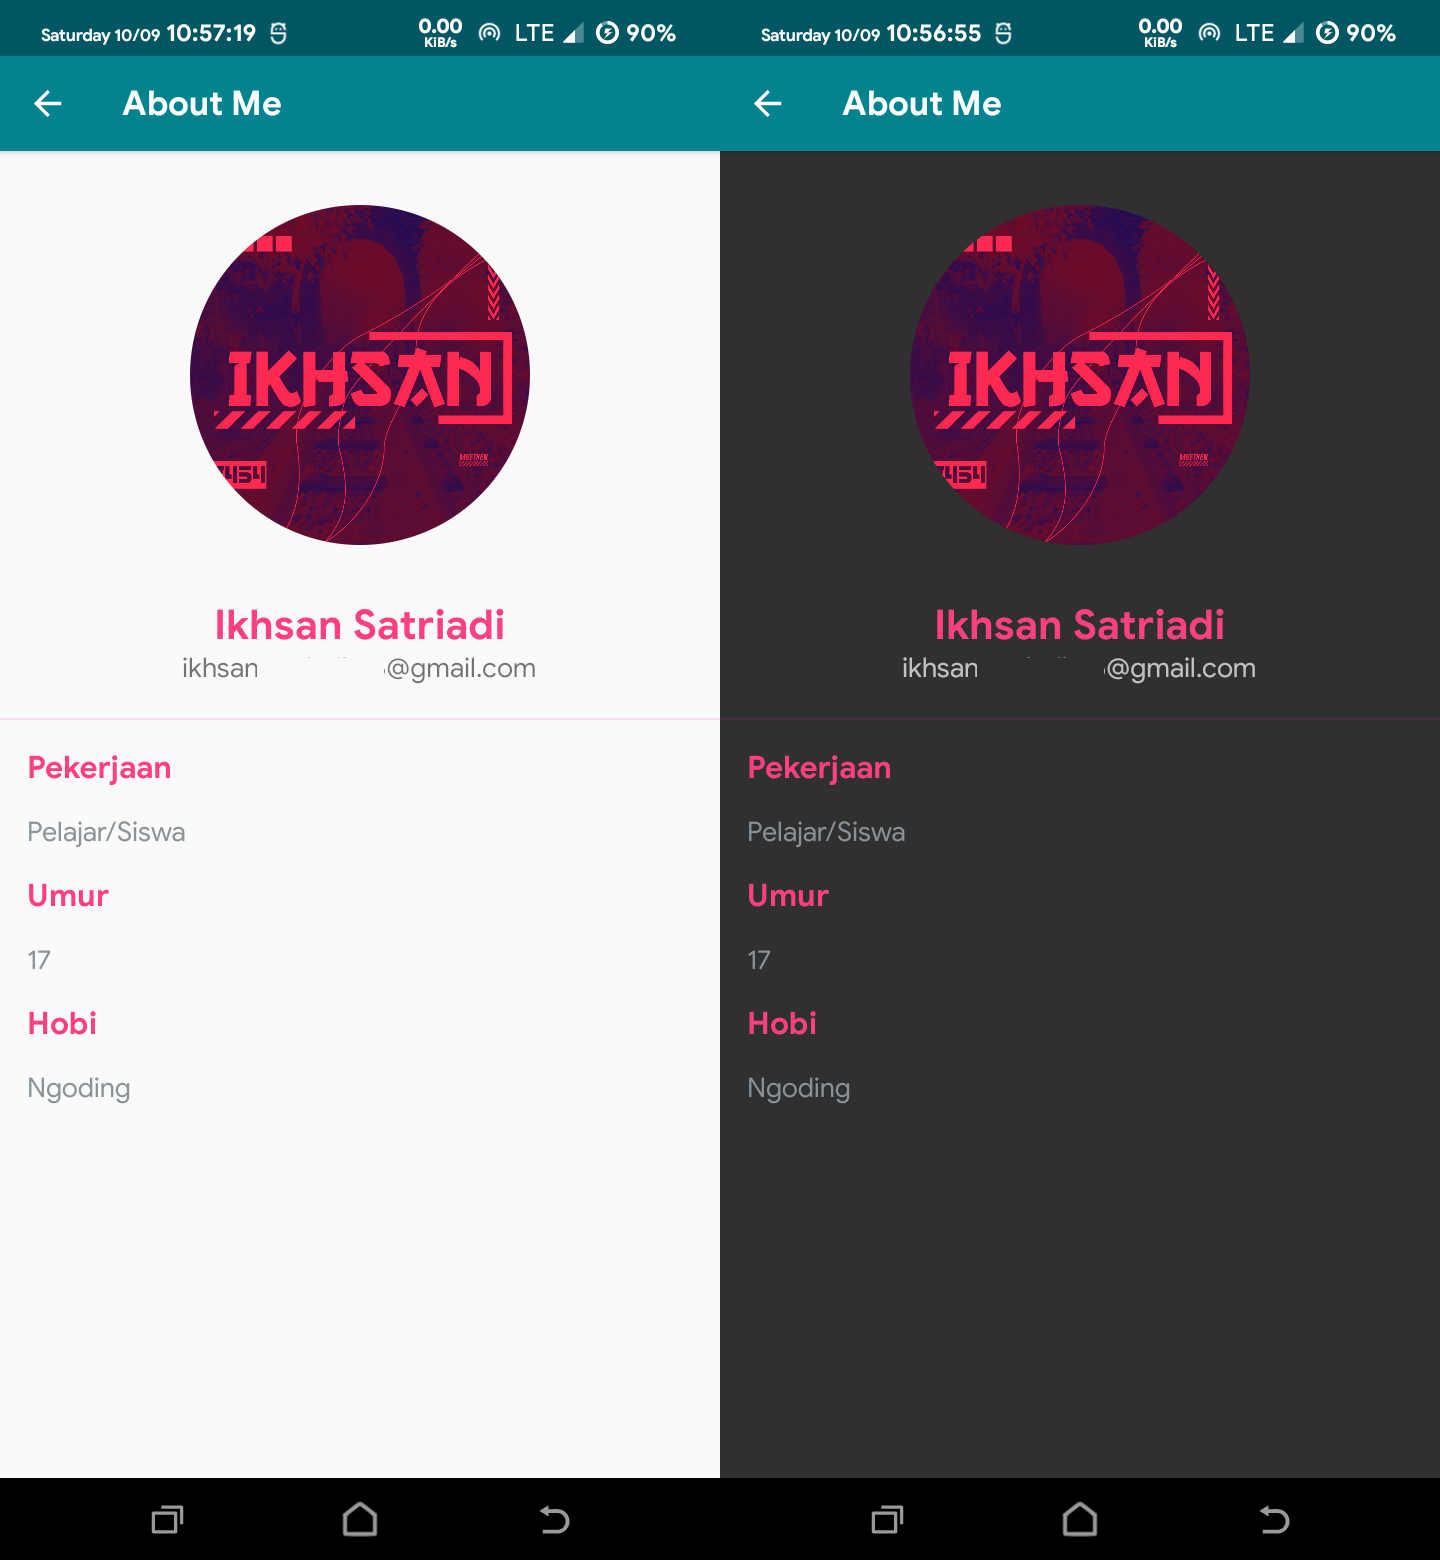 Saturday 10/09 10:57:19 0.00 KiB/s LTE 90%
About Me
IKHSAN
454
MEETDIEN
Ikhsan Satriadi
ikhsan @gmail.com
Pekerjaan
Pelajar/Siswa
Umur
17
Hobi
Ngoding
Saturday 10/09 10:56:55 0.00 KiB/s LTE 90%
About Me
IKHSAN
454
MEETDIEN
Ikhsan Satriadi
ikhsan @gmail.com
Pekerjaan
Pelajar/Siswa
Umur
17
Hobi
Ngoding